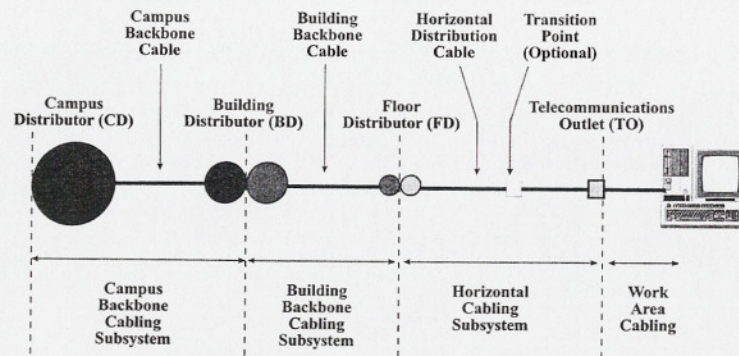 Campus
Backbone
Cable
Building
Backbone
Cable
Horizontal
Distribution
Cable
Transition
Point
(Optional)
Campus
Distributor (CD)
Building
Distributor (BD)
Floor
Distributor (FD)
Telecommunications
Outlet (TO)
Campus
Backbone
Cabling
Subsystem
Building
Backbone
Cabling
Subsystem
Horizontal
Cabling
Subsystem
Work
Area
Cabling